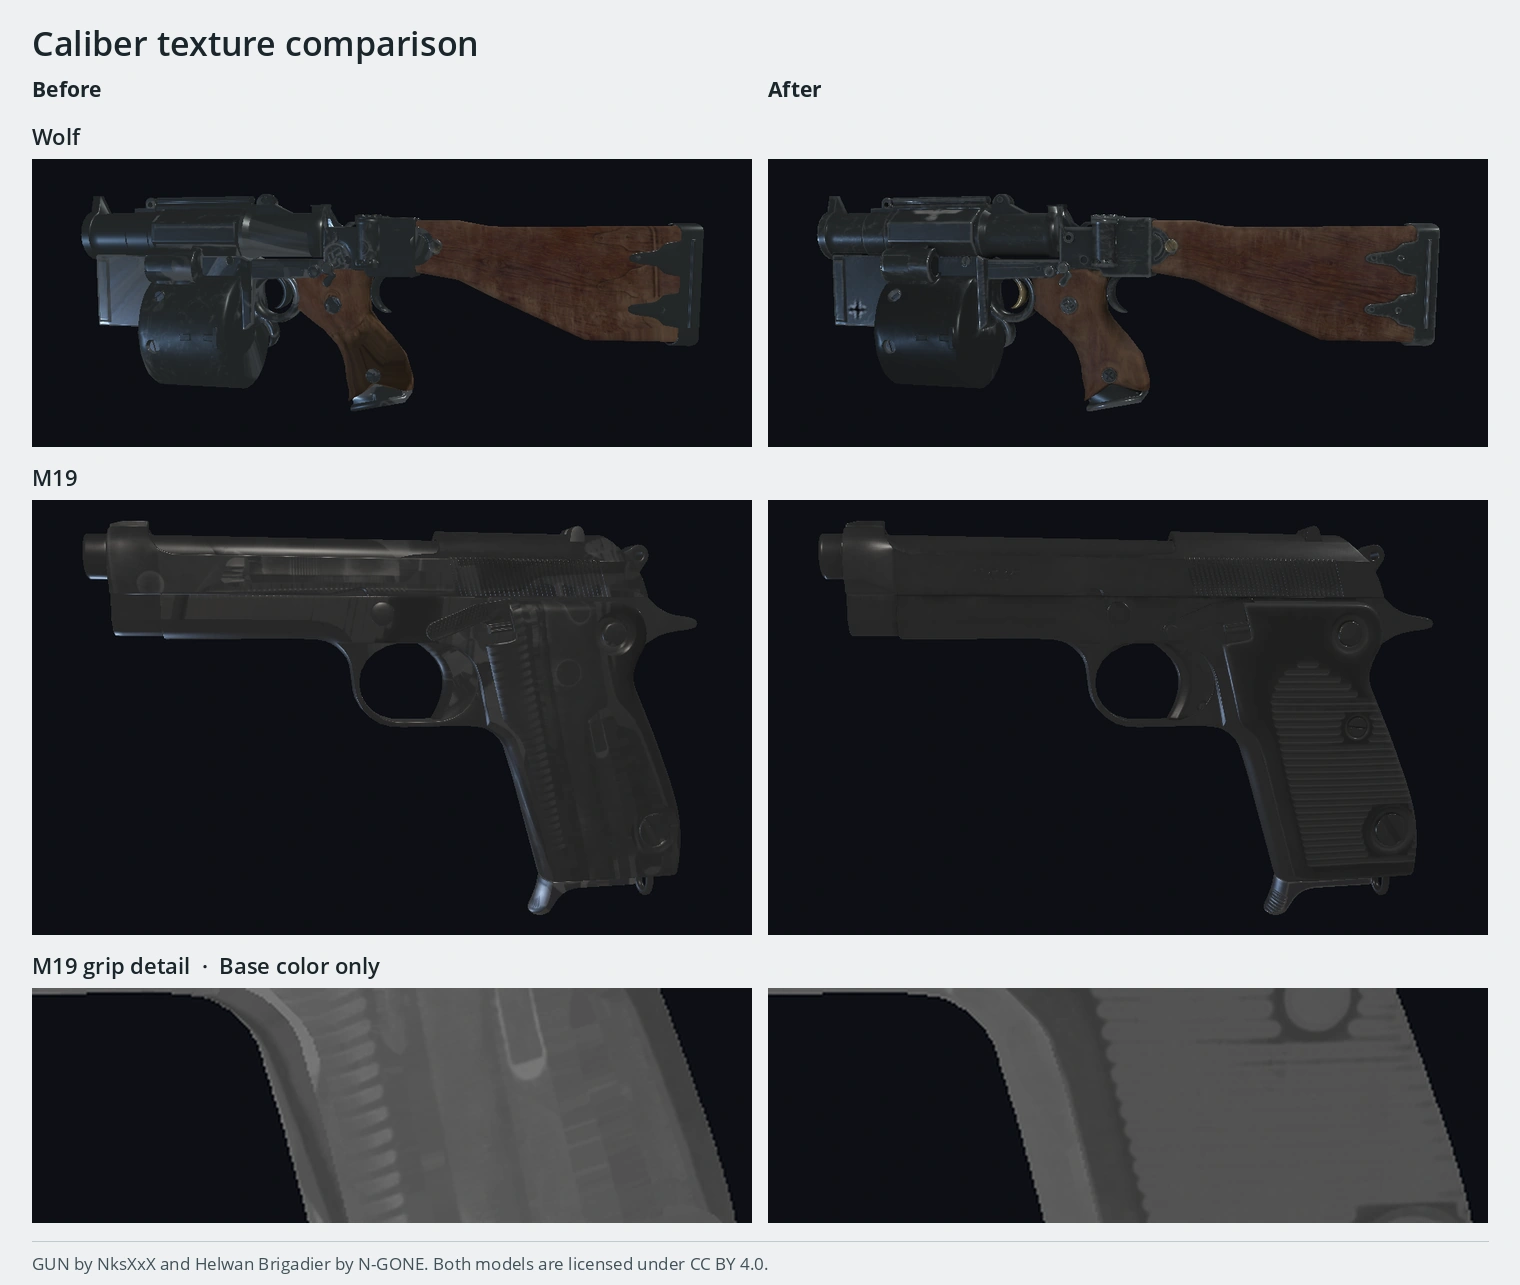 Caliber texture comparison
Before
After
Wolf
M19
M19 grip detail · Base color only
GUN by NksXxX and Helwan Brigadier by N-GONE. Both models are licensed under CC BY 4.0.